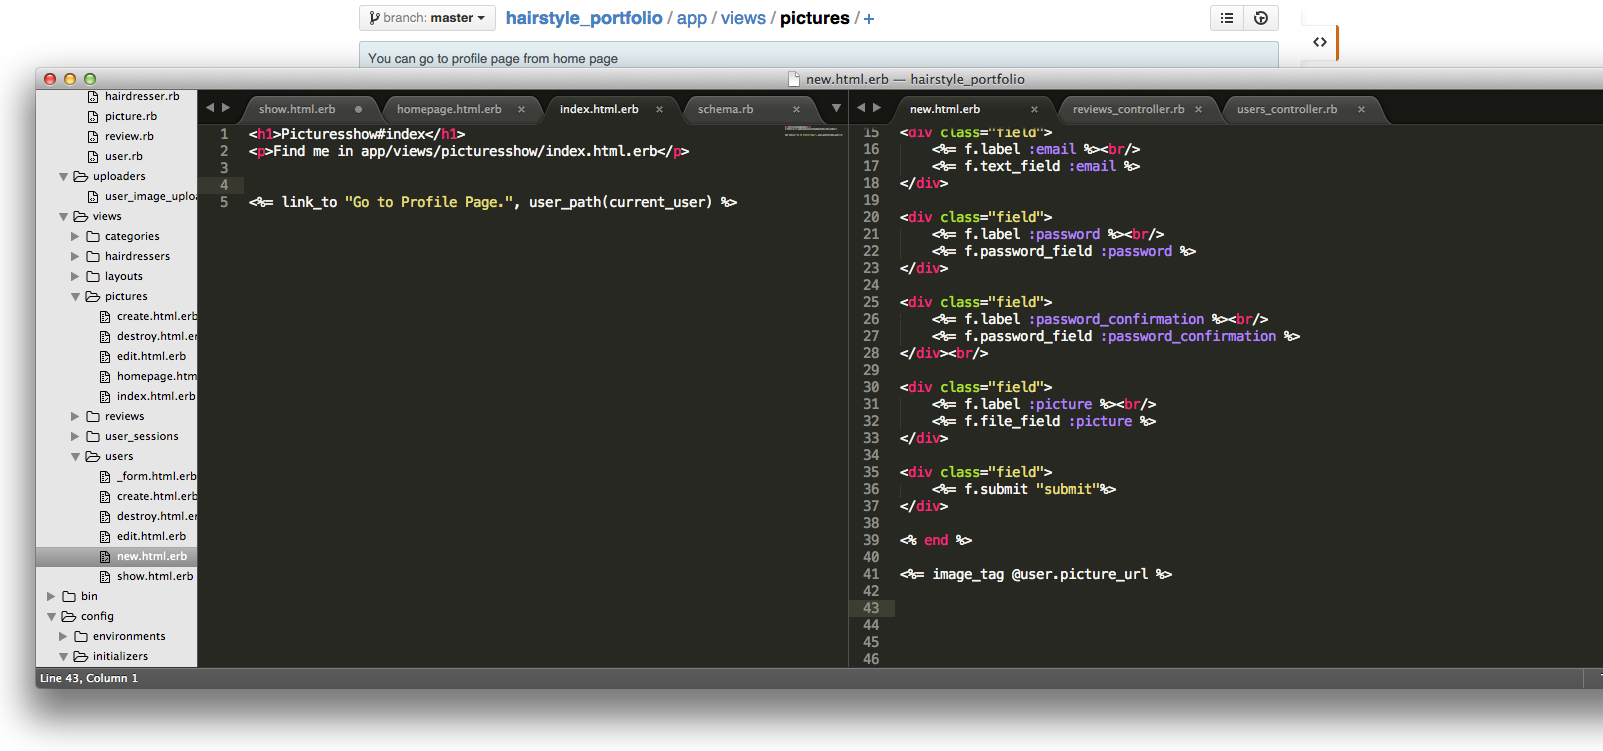 branch: master
hairstyle_portfolio / app / views / pictures / +
You can go to profile page from home page
new.html.erb — hairstyle_portfolio
hairdresser.rb
picture.rb
review.rb
user.rb
uploaders
user_image_uploa
views
categories
hairdressers
layouts
pictures
create.html.erb
destroy.html.er
edit.html.erb
homepage.htm
index.html.erb
reviews
user_sessions
users
_form.html.erb
create.html.erb
destroy.html.er
edit.html.erb
new.html.erb
show.html.erb
bin
config
environments
initializers
show.html.erb
homepage.html.erb
index.html.erb
schema.rb
1 <h1>Picturesshow#index</h1>
2 <p>Find me in app/views/picturesshow/index.html.erb</p>
3
4
5 <%= link_to "Go to Profile Page.", user_path(current_user) %>
new.html.erb
reviews_controller.rb
users_controller.rb
15 <div class="field">
16 <%= f.label :email %><br/>
17 <%= f.text_field :email %>
18 </div>
19
20 <div class="field">
21 <%= f.label :password %><br/>
22 <%= f.password_field :password %>
23 </div>
24
25 <div class="field">
26 <%= f.label :password_confirmation %><br/>
27 <%= f.password_field :password_confirmation %>
28 </div><br/>
29
30 <div class="field">
31 <%= f.label :picture %><br/>
32 <%= f.file_field :picture %>
33 </div>
34
35 <div class="field">
36 <%= f.submit "submit"%>
37 </div>
38
39 <% end %>
40
41 <%= image_tag @user.picture_url %>
42
43
44
45
46
Line 43, Column 1